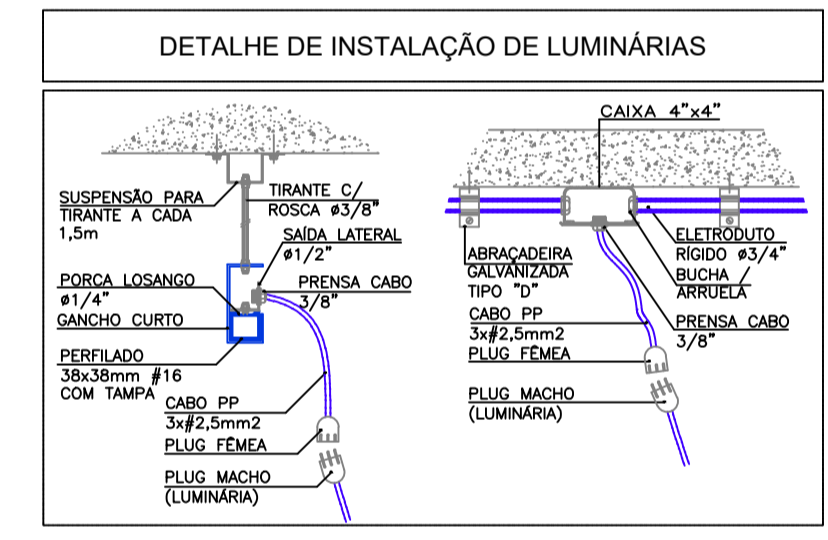 DETALHE DE INSTALAÇÃO DE LUMINÁRIAS
SUSPENSÃO PARA
TIRANTE A CADA
1,5m
TIRANTE C/
ROSCA ø3/8"
SAÍDA LATERAL
ø1/2"
PORCA LOSANGO
ø1/4"
PRENSA CABO
3/8"
GANCHO CURTO
PERFILADO
38x38mm #16
COM TAMPA
CABO PP
3x#2,5mm2
PLUG FÊMEA
PLUG MACHO
(LUMINÁRIA)
CAIXA 4"x4"
ABRAÇADEIRA
GALVANIZADA
TIPO "D"
ELETRODUTO
RÍGIDO ø3/4"
BUCHA /
ARRUELA
CABO PP
3x#2,5mm2
PRENSA CABO
3/8"
PLUG FÊMEA
PLUG MACHO
(LUMINÁRIA)